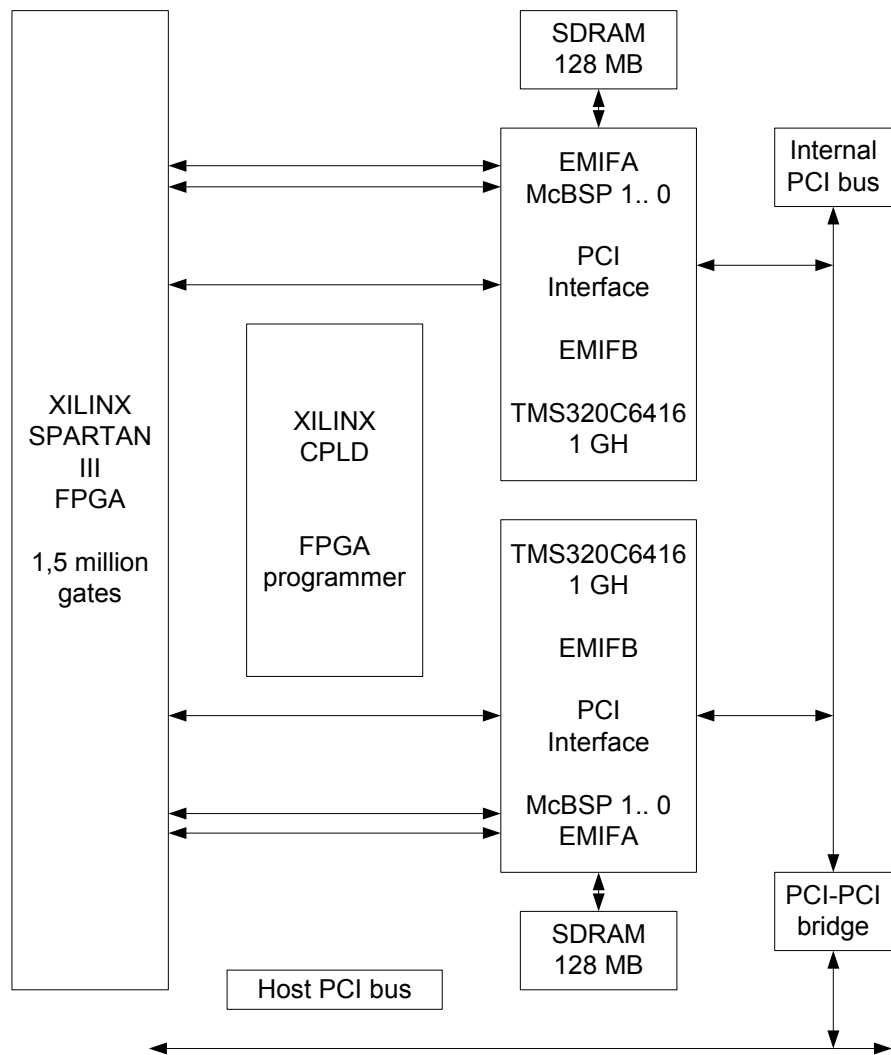 SDRAM
128 MB
EMIFA
McBSP 1.. 0
PCI
Interface
EMIFB
TMS320C6416
1 GH
Internal
PCI bus
XILINX
SPARTAN
III
FPGA
1,5 million
gates
XILINX
CPLD
FPGA
programmer
TMS320C6416
1 GH
EMIFB
PCI
Interface
McBSP 1.. 0
EMIFA
PCI-PCI
bridge
SDRAM
128 MB
Host PCI bus